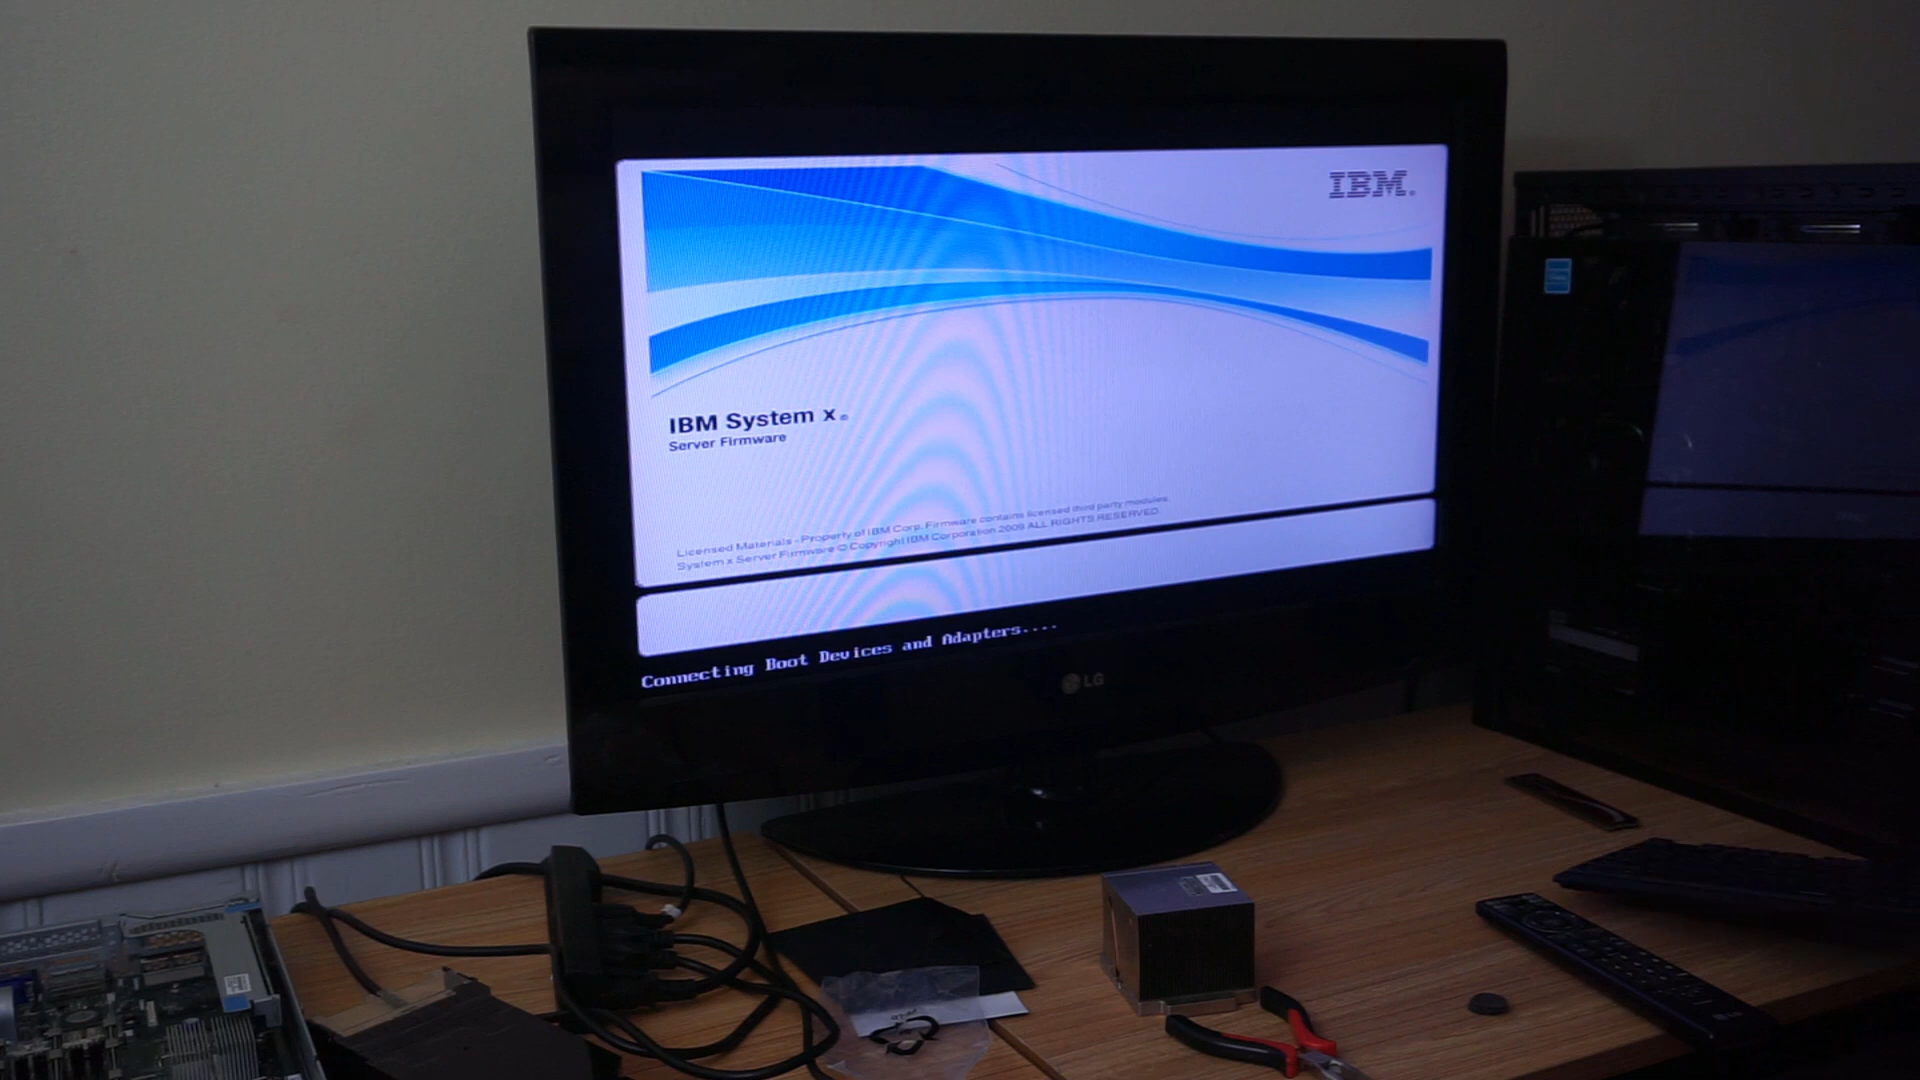 IBM®
IBM System x®
Server Firmware
Licensed Materials - Property of IBM Corp. Firmware contains licensed third party modules.
System x Server Firmware © Copyright IBM Corporation 2009 ALL RIGHTS RESERVED.
Connecting Boot Devices and Adapters....
LG